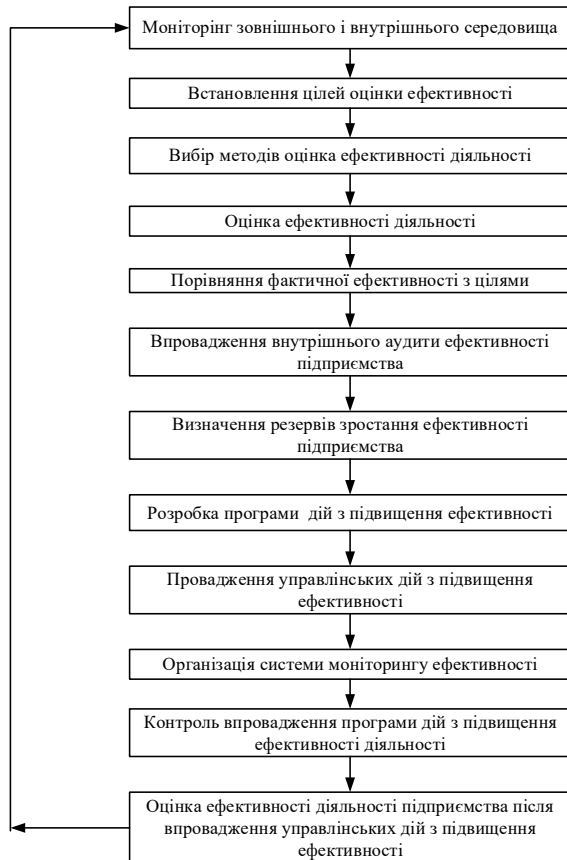 Моніторінг зовнішнього і внутрішнього середовища
Встановлення цілей оцінки ефективності
Вибір методів оцінка ефективності діяльності
Оцінка ефективності діяльності
Порівняння фактичної ефективності з цілями
Впровадження внутрішнього аудити ефективності
підприємства
Визначення резервів зростання ефективності
підприємства
Розробка програми дій з підвищення ефективності
Провадження управлінських дій з підвищення
ефективності
Організація системи моніторингу ефективності
Контроль впровадження програми дій з підвищення
ефективності діяльності
Оцінка ефективності діяльності підприємства після
впровадження управлінських дій з підвищення
ефективності